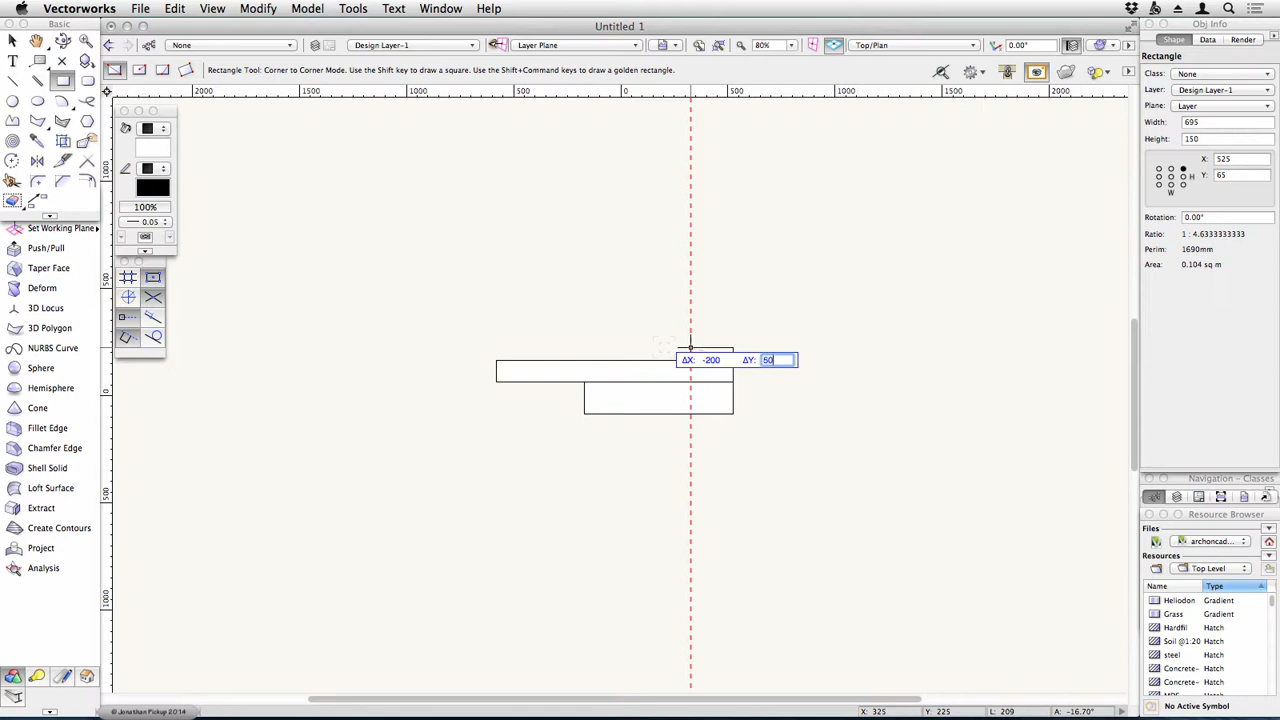 Vectorworks File Edit View Modify Model Tools Text Window Help
Basic
Untitled 1
Obj Info
None
Design Layer-1
Layer Plane
80%
Top/Plan
0.00°
Shape Data Render
Rectangle Tool: Corner to Corner Mode. Use the Shift key to draw a square. Use the Shift+Command keys to draw a golden rectangle.
Rectangle
Class: None
Layer: Design Layer-1
Plane: Layer
Width: 695
Height: 150
X: 525
Y: 65
H
W
Rotation: 0.00°
Ratio: 1 : 4.6333333333
Perim: 1690mm
Area: 0.104 sq m
2000 1500 1000 500 0 500 1000 1500 2000
1000
500
0
500
1000
100%
0.05
Set Working Plane
Push/Pull
Taper Face
Deform
3D Locus
3D Polygon
NURBS Curve
Sphere
Hemisphere
Cone
Fillet Edge
Chamfer Edge
Shell Solid
Loft Surface
Extract
Create Contours
Project
Analysis
ΔX: -200 ΔY: 50
Navigation – Classes
Resource Browser
Files
archoncad...
Resources
Top Level
Name Type
Heliodon Gradient
Grass Gradient
Hardfil Hatch
Soil @1:20 Hatch
steel Hatch
Concrete- Hatch
Concrete- Hatch
No Active Symbol
© Jonathan Pickup 2014
X: 325 Y: 225 L: 209 A: -16.70°